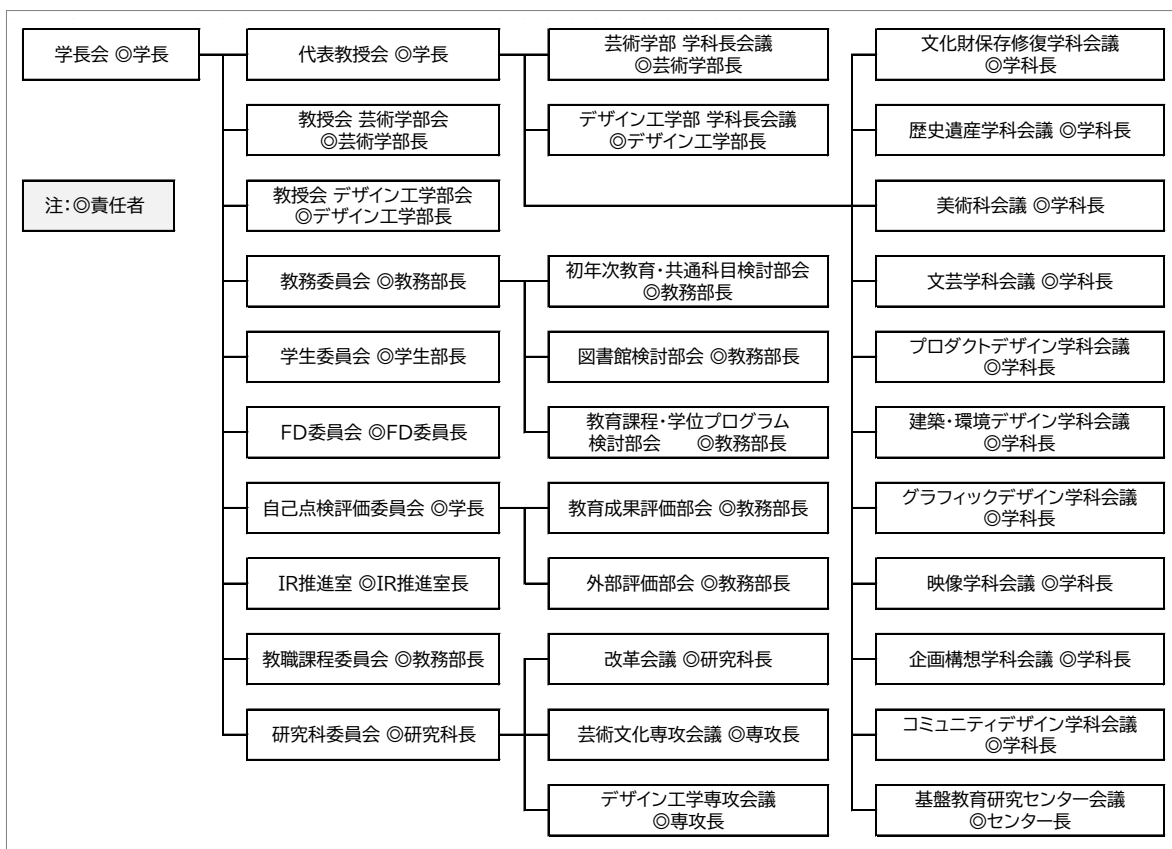 学長会 ◎学長
注:◎責任者
代表教授会 ◎学長
教授会 芸術学部会
◎芸術学部長
教授会 デザイン工学部会
◎デザイン工学部長
教務委員会 ◎教務部長
学生委員会 ◎学生部長
FD委員会 ◎FD委員長
自己点検評価委員会 ◎学長
IR推進室 ◎IR推進室長
教職課程委員会 ◎教務部長
研究科委員会 ◎研究科長
芸術学部 学科長会議
◎芸術学部長
デザイン工学部 学科長会議
◎デザイン工学部長
初年次教育・共通科目検討部会
◎教務部長
図書館検討部会 ◎教務部長
教育課程・学位プログラム
検討部会 ◎教務部長
教育成果評価部会 ◎教務部長
外部評価部会 ◎教務部長
改革会議 ◎研究科長
芸術文化専攻会議 ◎専攻長
デザイン工学専攻会議
◎専攻長
文化財保存修復学科会議
◎学科長
歴史遺産学科会議 ◎学科長
美術科会議 ◎学科長
文芸学科会議 ◎学科長
プロダクトデザイン学科会議
◎学科長
建築・環境デザイン学科会議
◎学科長
グラフィックデザイン学科会議
◎学科長
映像学科会議 ◎学科長
企画構想学科会議 ◎学科長
コミュニティデザイン学科会議
◎学科長
基盤教育研究センター会議
◎センター長